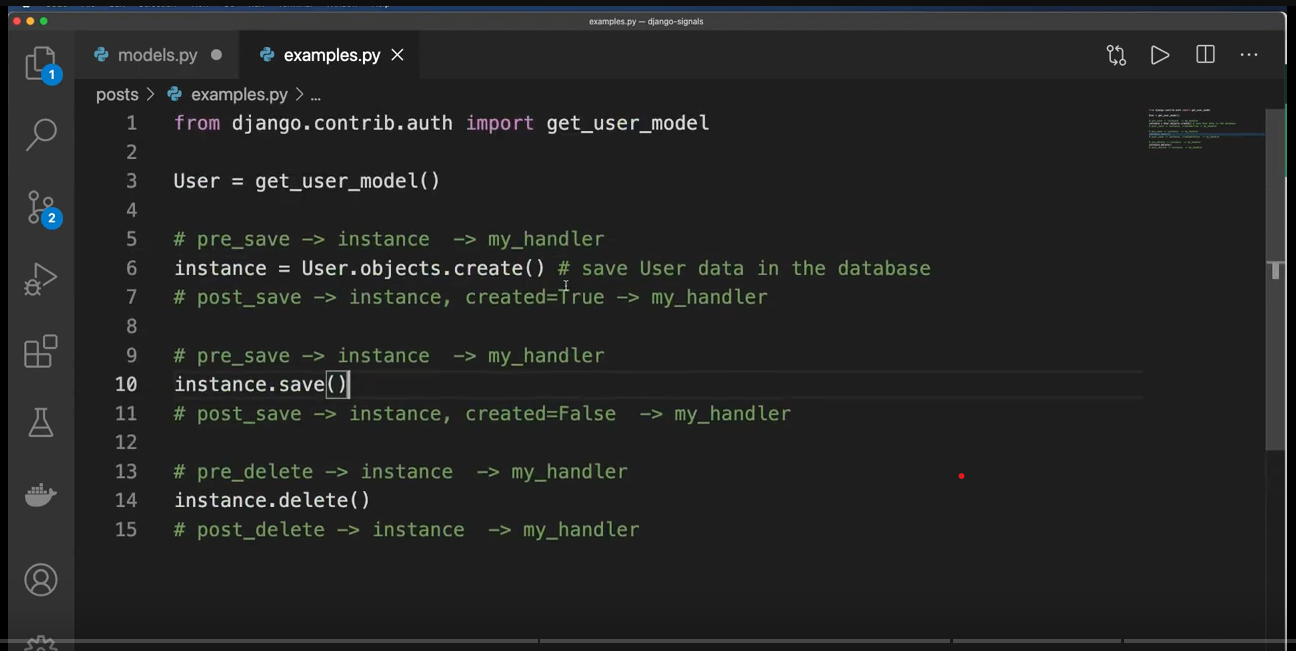 examples.py — django-signals
models.py
examples.py
posts > examples.py > ...
1 from django.contrib.auth import get_user_model
2
3 User = get_user_model()
4
5 # pre_save -> instance  -> my_handler
6 instance = User.objects.create() # save User data in the database
7 # post_save -> instance, created=True -> my_handler
8
9 # pre_save -> instance  -> my_handler
10 instance.save()
11 # post_save -> instance, created=False  -> my_handler
12
13 # pre_delete -> instance  -> my_handler
14 instance.delete()
15 # post_delete -> instance  -> my_handler
1
2